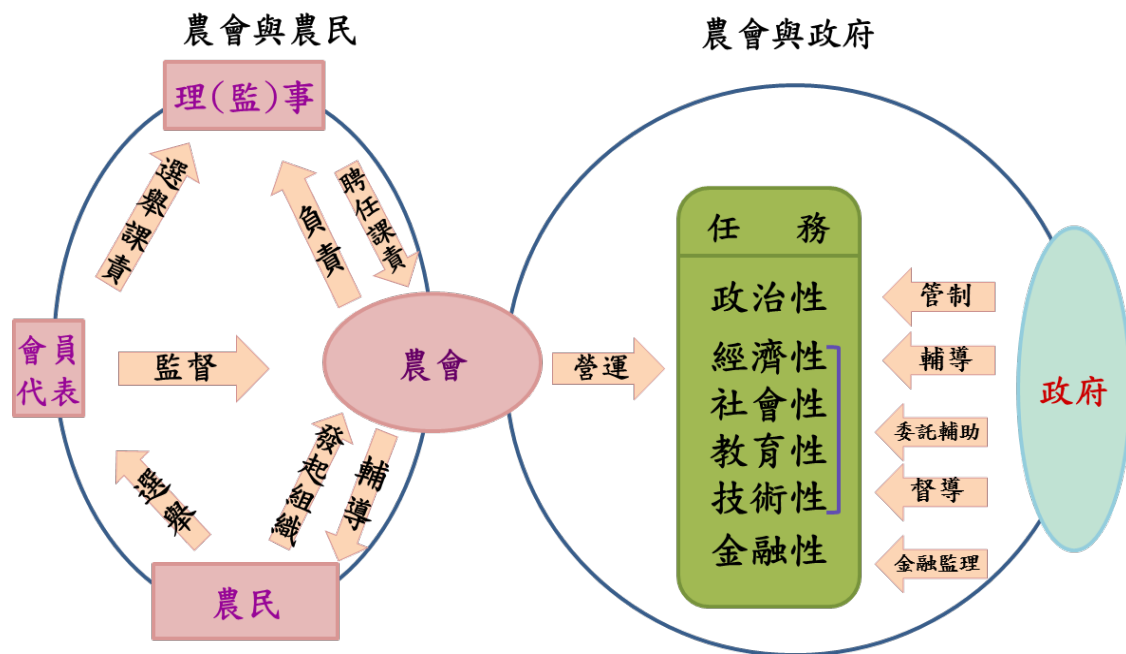 農會與農民
農會與政府
理(監)事
選舉課責
負責
聘任課責
會員
代表
監督
農會
營運
選舉
發起組織
輔導
農民
任 務
政治性
經濟性
社會性
教育性
技術性
金融性
管制
輔導
委託輔助
督導
金融監理
政府